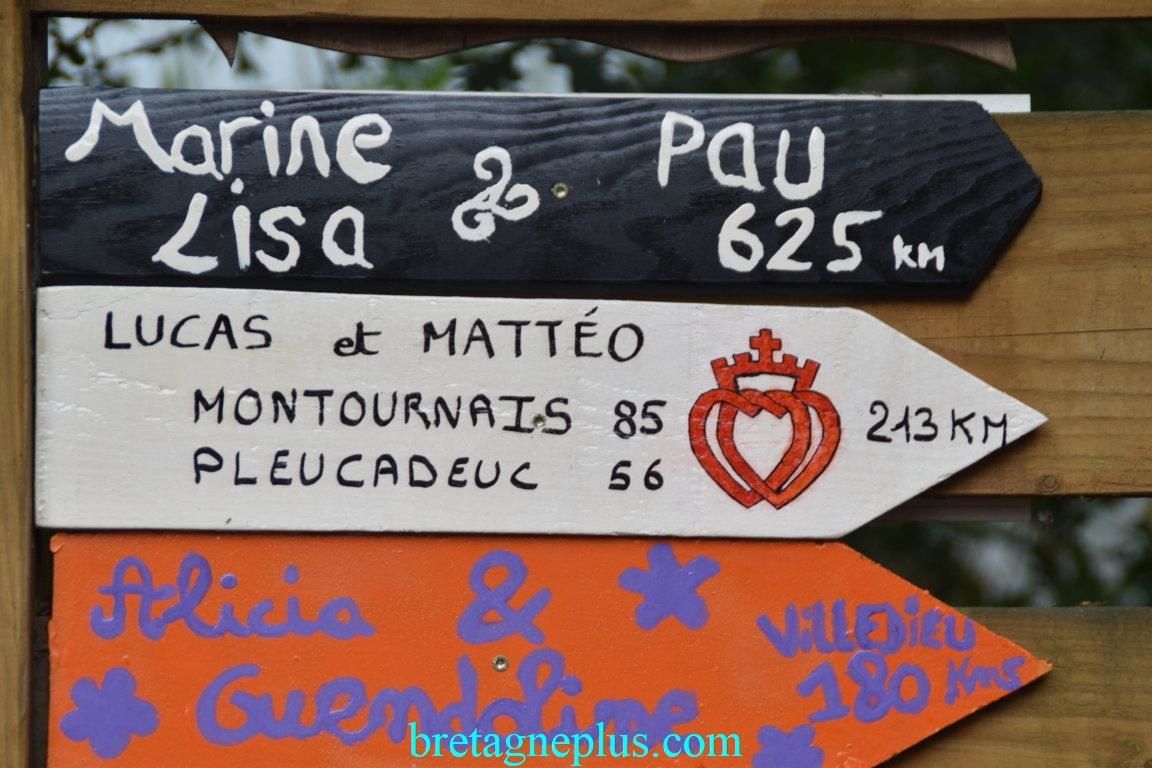 Marine & PAU
Lisa 625 KM
LUCAS et MATTÉO
MONTOURNAIS 85
PLEUCADEUC 56
213 KM
Alicia &
Guendoline
VILLEDIEU
180 Kms
bretagneplus.com